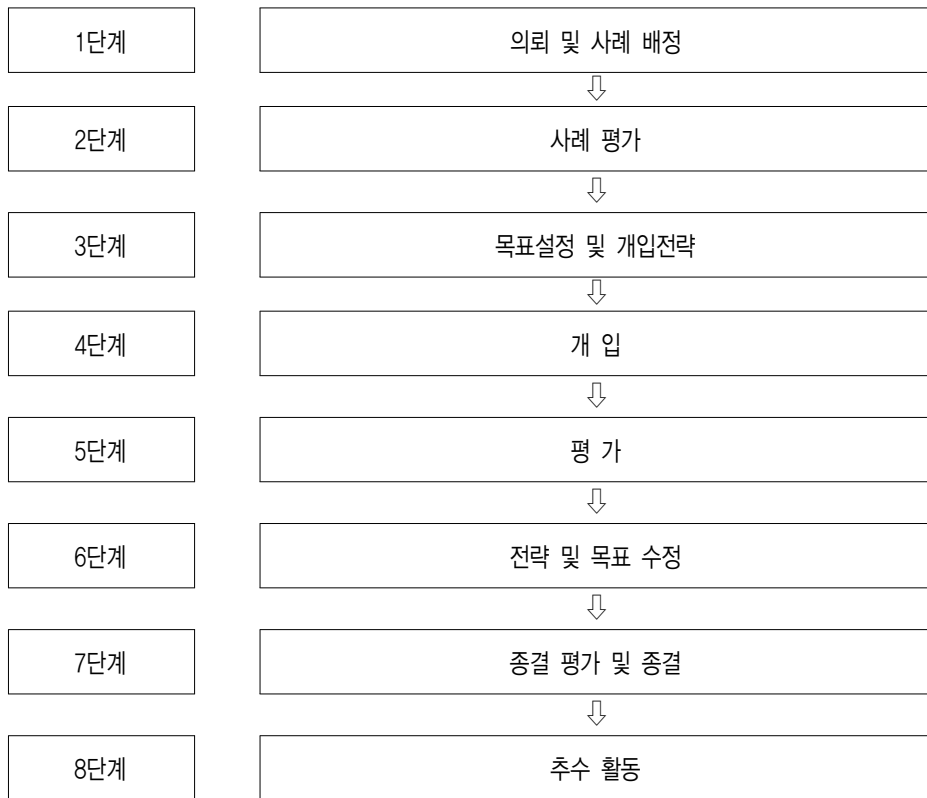 1단계 의뢰 및 사례 배정
2단계 사례 평가
3단계 목표설정 및 개입전략
4단계 개 입
5단계 평 가
6단계 전략 및 목표 수정
7단계 종결 평가 및 종결
8단계 추수 활동